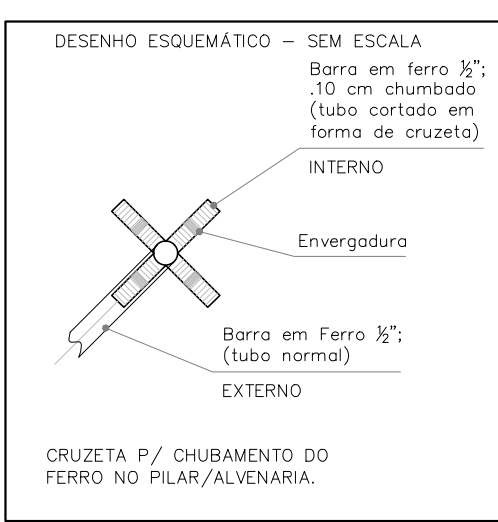 DESENHO ESQUEMÁTICO – SEM ESCALA
Barra em ferro ½";
.10 cm chumbado
(tubo cortado em
forma de cruzeta)
INTERNO
Envergadura
Barra em Ferro ½";
(tubo normal)
EXTERNO
CRUZETA P/ CHUBAMENTO DO
FERRO NO PILAR/ALVENARIA.